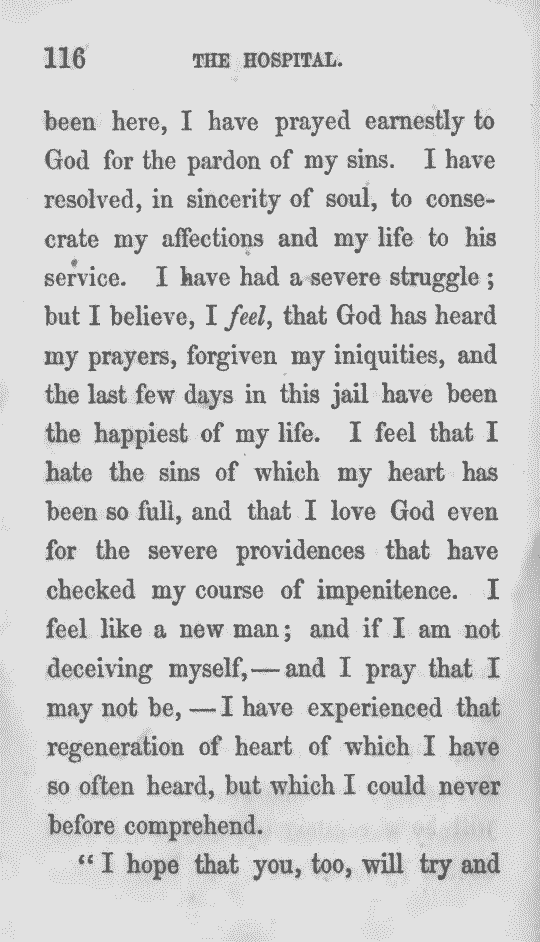 116 THE HOSPITAL.
been here, I have prayed earnestly to
God for the pardon of my sins. I have
resolved, in sincerity of soul, to conse-
crate my affections and my life to his
service. I have had a severe struggle ;
but I believe, I feel, that God has heard
my prayers, forgiven my iniquities, and
the last few days in this jail have been
the happiest of my life. I feel that I
hate the sins of which my heart has
been so full, and that I love God even
for the severe providences that have
checked my course of impenitence. I
feel like a new man; and if I am not
deceiving myself,—and I pray that I
may not be, —I have experienced that
regeneration of heart of which I have
so often heard, but which I could never
before comprehend.
“ I hope that you, too, will try and